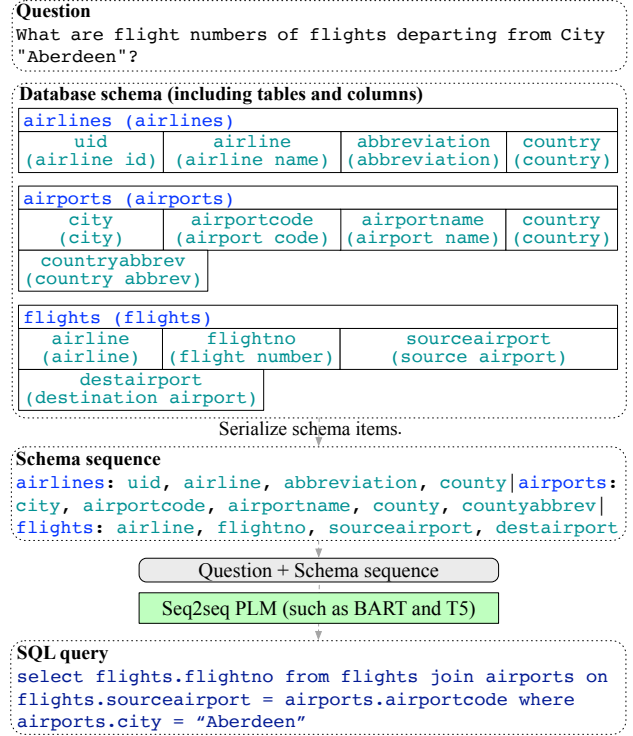 Question
What are flight numbers of flights departing from City
"Aberdeen"?
Database schema (including tables and columns)
airlines (airlines)
uid airline abbreviation country
(airline id) (airline name) (abbreviation) (country)
airports (airports)
city airportcode airportname country
(city) (airport code) (airport name) (country)
countryabbrev
(country abbrev)
flights (flights)
airline flightno sourceairport
(airline) (flight number) (source airport)
destairport
(destination airport)
Serialize schema items.
Schema sequence
airlines: uid, airline, abbreviation, county|airports:
city, airportcode, airportname, county, countyabbrev|
flights: airline, flightno, sourceairport, destairport
Question + Schema sequence
Seq2seq PLM (such as BART and T5)
SQL query
select flights.flightno from flights join airports on
flights.sourceairport = airports.airportcode where
airports.city = “Aberdeen”